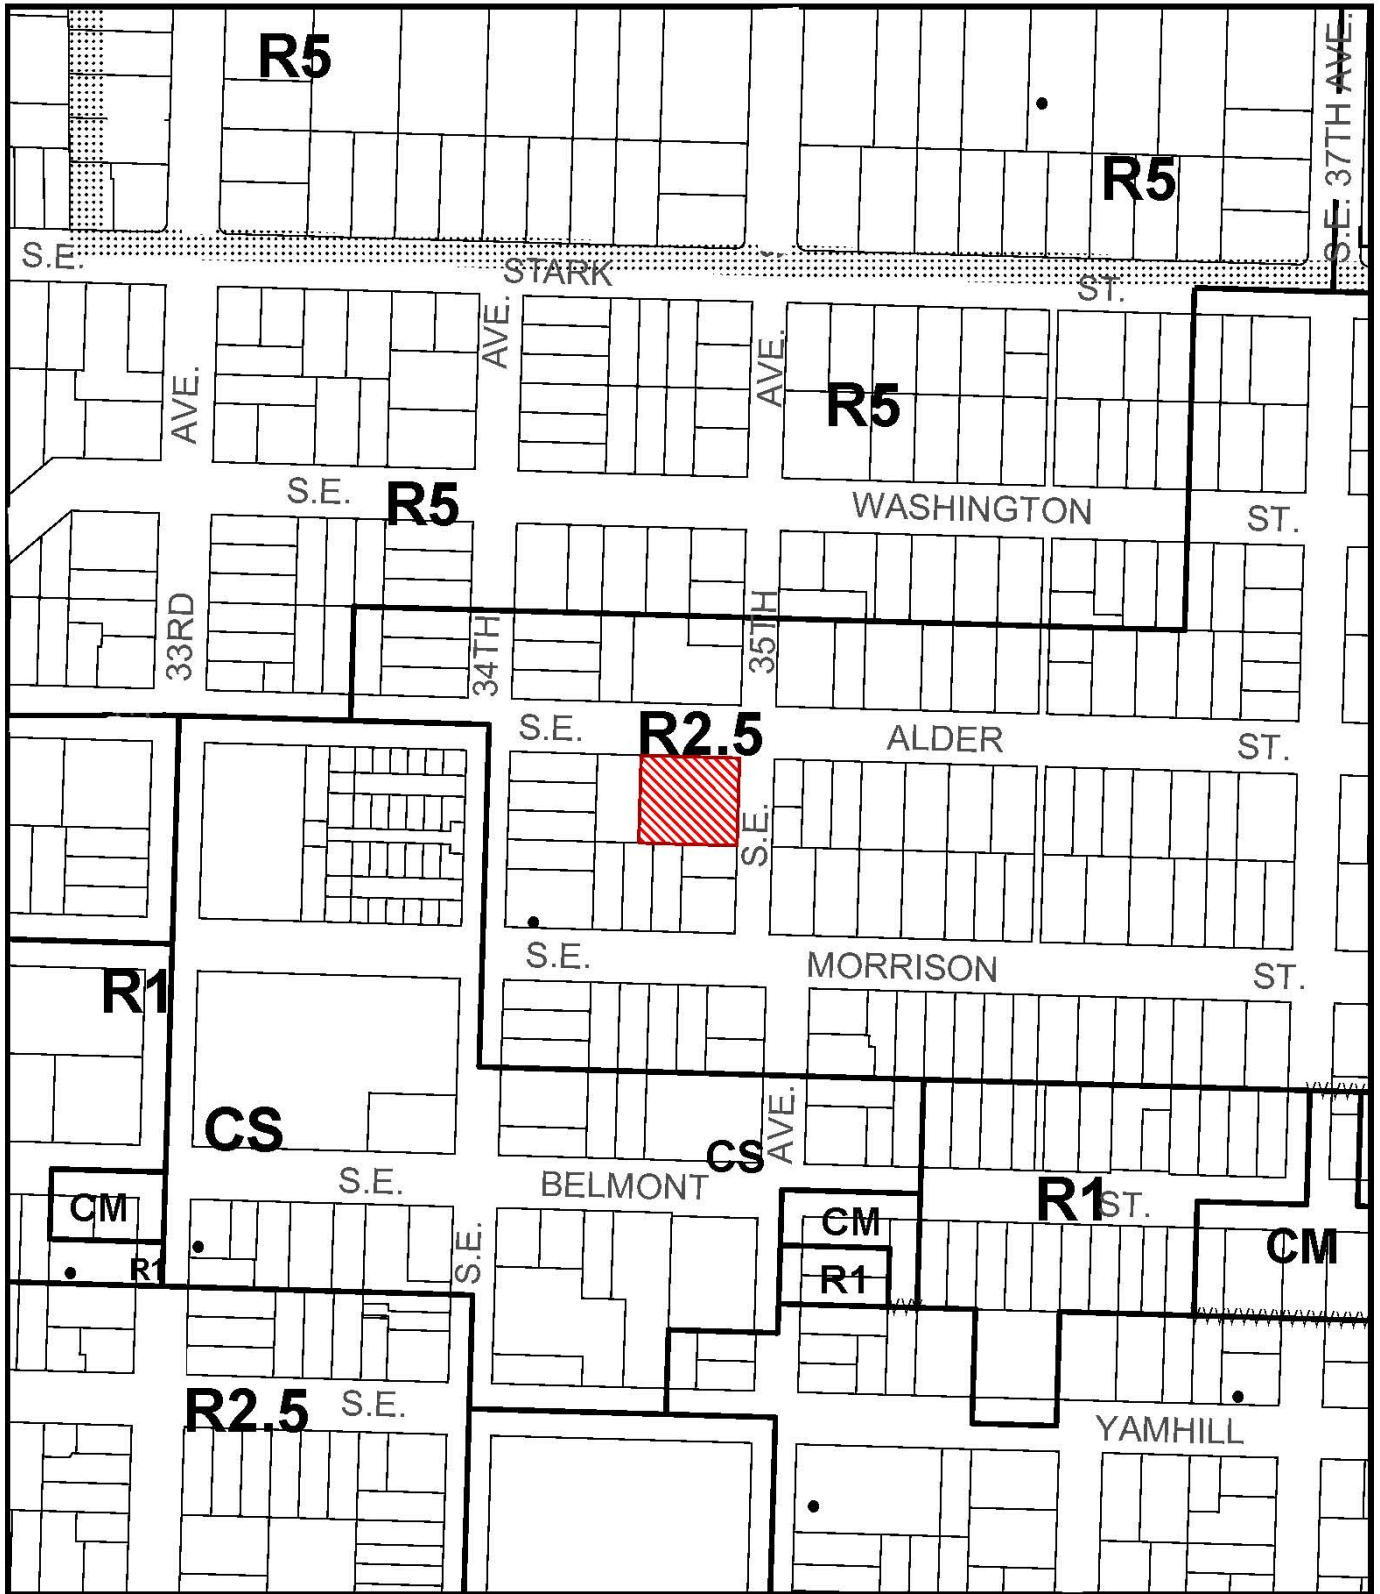 R5
S.E. 37TH AVE.
R5
S.E.
STARK
ST.
AVE.
AVE.
AVE.
R5
S.E.
R5
WASHINGTON
ST.
33RD
34TH
35TH
S.E.
R2.5
ALDER
ST.
S.E.
S.E.
MORRISON
ST.
R1
CS
AVE.
CS
S.E.
BELMONT
R1
ST.
CM
CM
CM
S.E.
R1
R1
R2.5
S.E.
YAMHILL